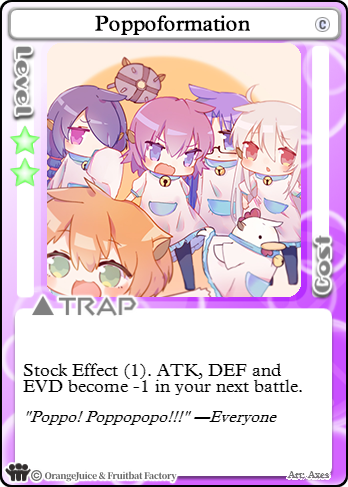 Poppoformation
C
Level
Cost
TRAP
Stock Effect (1). ATK, DEF and
EVD become -1 in your next battle.
"Poppo! Poppopopo!!!" —Everyone
© OrangeJuice & Fruitbat Factory
Art: Axes'